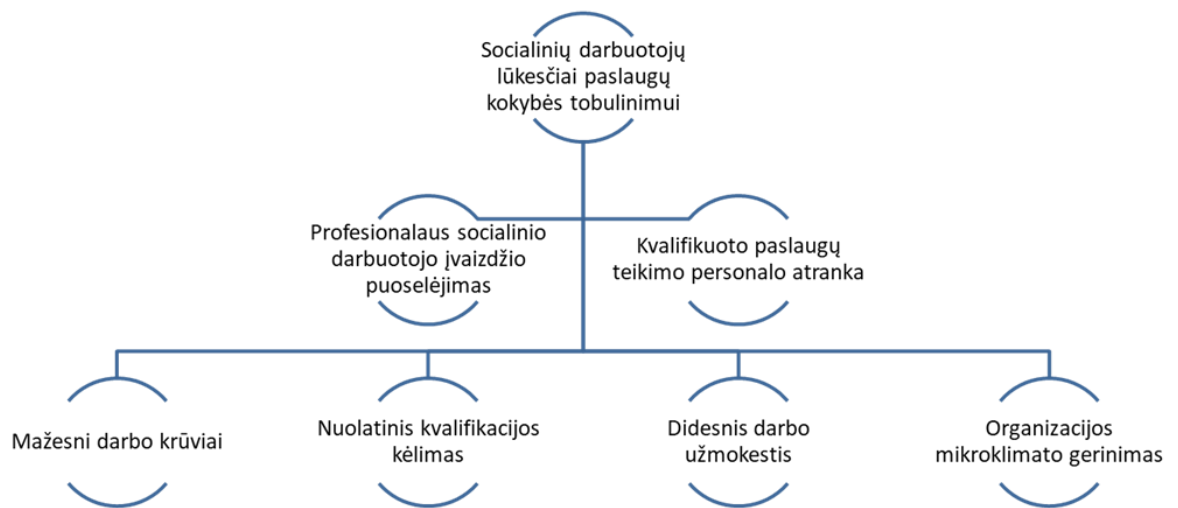 Socialinių darbuotojų
lūkesčiai paslaugų
kokybės tobulinimui
Profesionalaus socialinio
darbuotojo įvaizdžio
puoselėjimas
Kvalifikuoto paslaugų
teikimo personalo atranka
Mažesni darbo krūviai
Nuolatinis kvalifikacijos
kėlimas
Didesnis darbo
užmokestis
Organizacijos
mikroklimato gerinimas